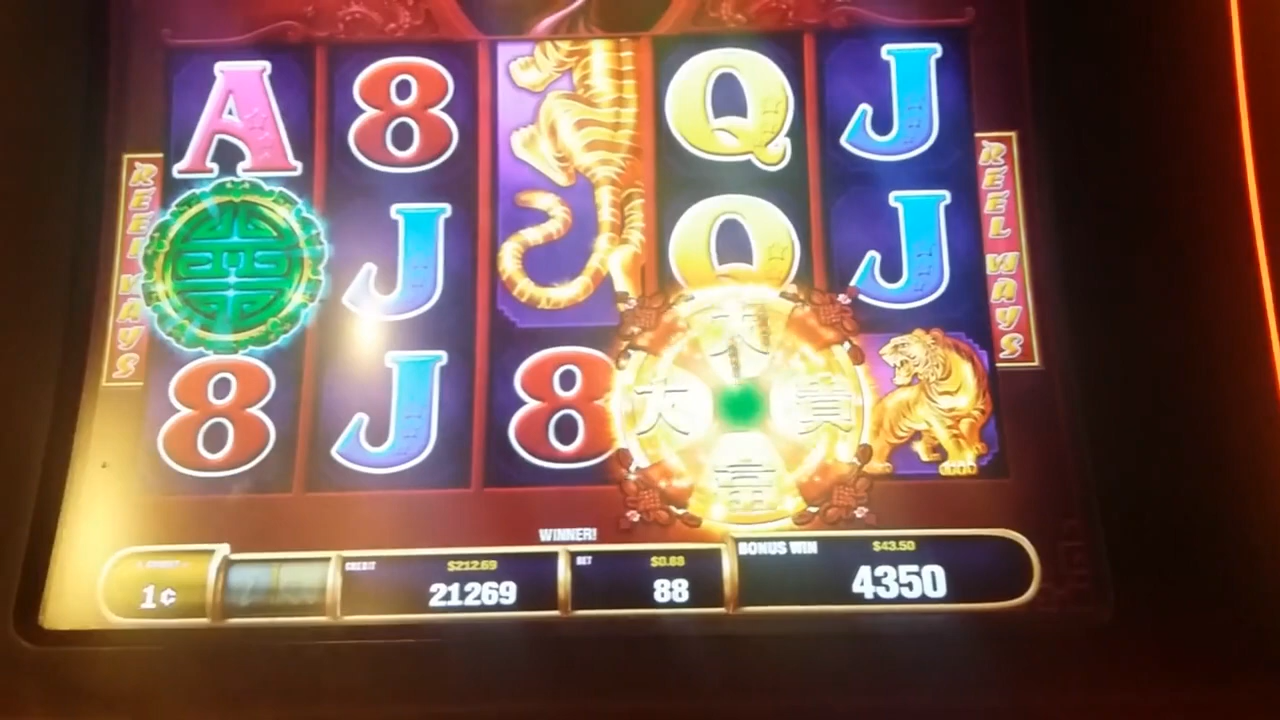 A 8 Q J
REEL WAYS
J Q J
REEL WAYS
8 J 8
大
大 貴
富
WINNER!
CREDIT $212.69
21269
BET $0.88
88
BONUS WIN $43.50
4350
1¢